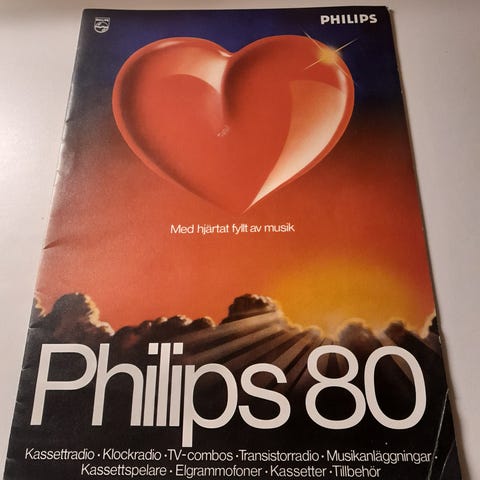 PHILIPS
PHILIPS
Med hjärtat fyllt av musik
Philips 80
Kassettradio · Klockradio · TV-combos · Transistorradio · Musikanläggningar ·
Kassettspelare · Elgrammofoner · Kassetter · Tillbehör